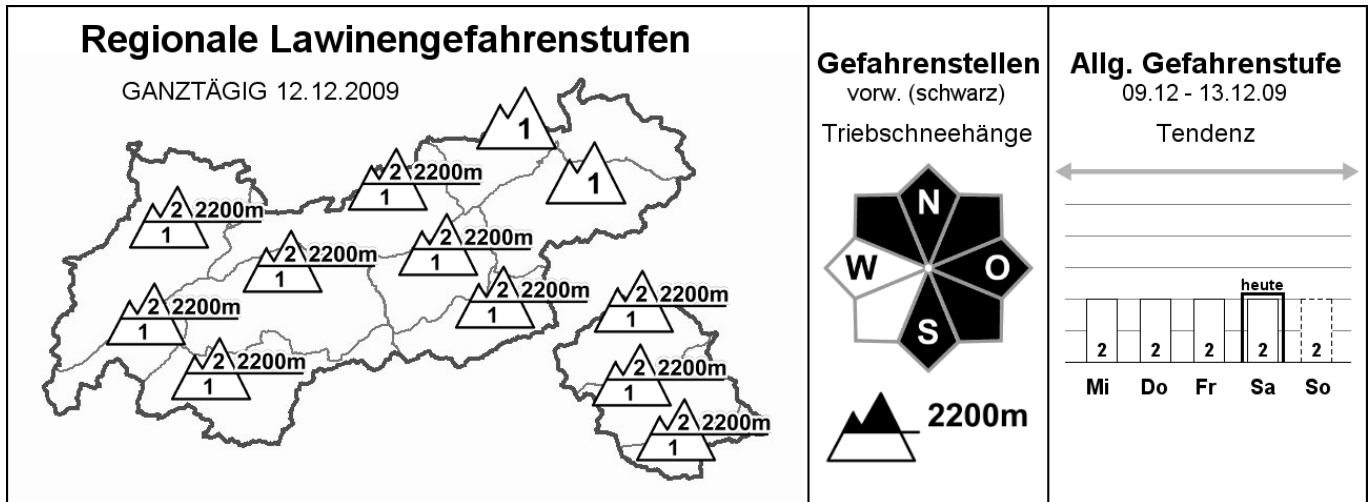 Regionale Lawinengefahrenstufen
GANZTÄGIG 12.12.2009
1
1
2 2200m
1
2 2200m
1
2 2200m
1
2 2200m
1
2 2200m
1
2 2200m
1
2 2200m
1
2 2200m
1
2 2200m
1
2 2200m
1
Gefahrenstellen
vorw. (schwarz)
Triebschneehänge
N
W O
S
2200m
Allg. Gefahrenstufe
09.12 - 13.12.09
Tendenz
heute
2 2 2 2 2
Mi Do Fr Sa So